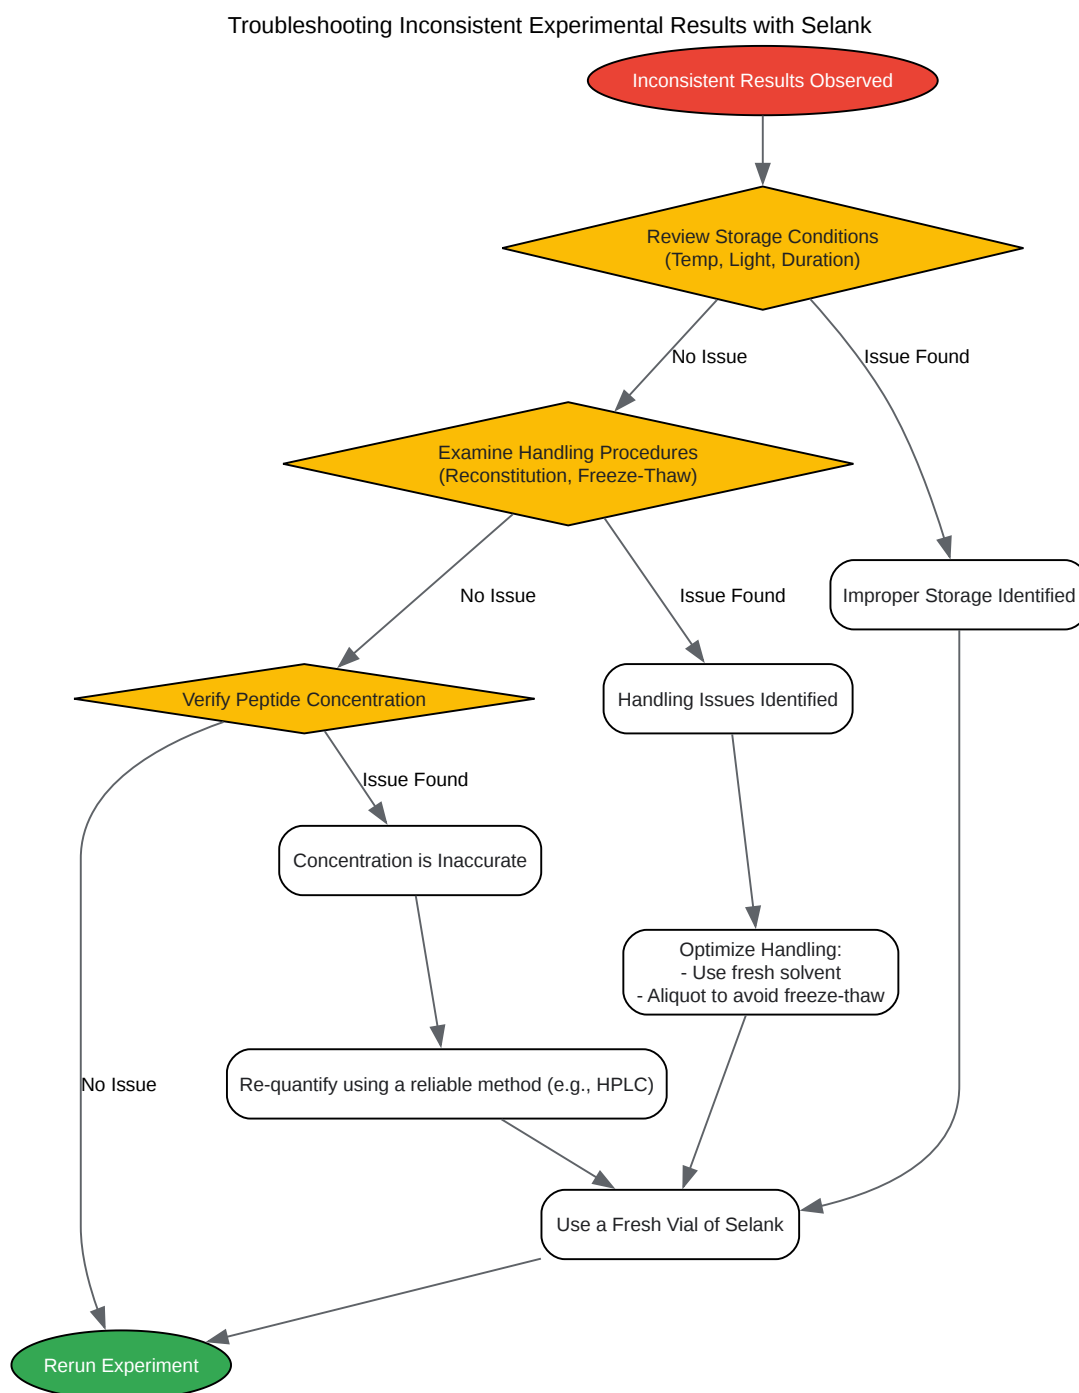 Troubleshooting Inconsistent Experimental Results with Selank
Inconsistent Results Observed
Review Storage Conditions
(Temp, Light, Duration)
No Issue
Issue Found
Examine Handling Procedures
(Reconstitution, Freeze-Thaw)
No Issue
Issue Found
Improper Storage Identified
Verify Peptide Concentration
Handling Issues Identified
Issue Found
Concentration is Inaccurate
Optimize Handling:
- Use fresh solvent
- Aliquot to avoid freeze-thaw
No Issue
Re-quantify using a reliable method (e.g., HPLC)
Use a Fresh Vial of Selank
Rerun Experiment